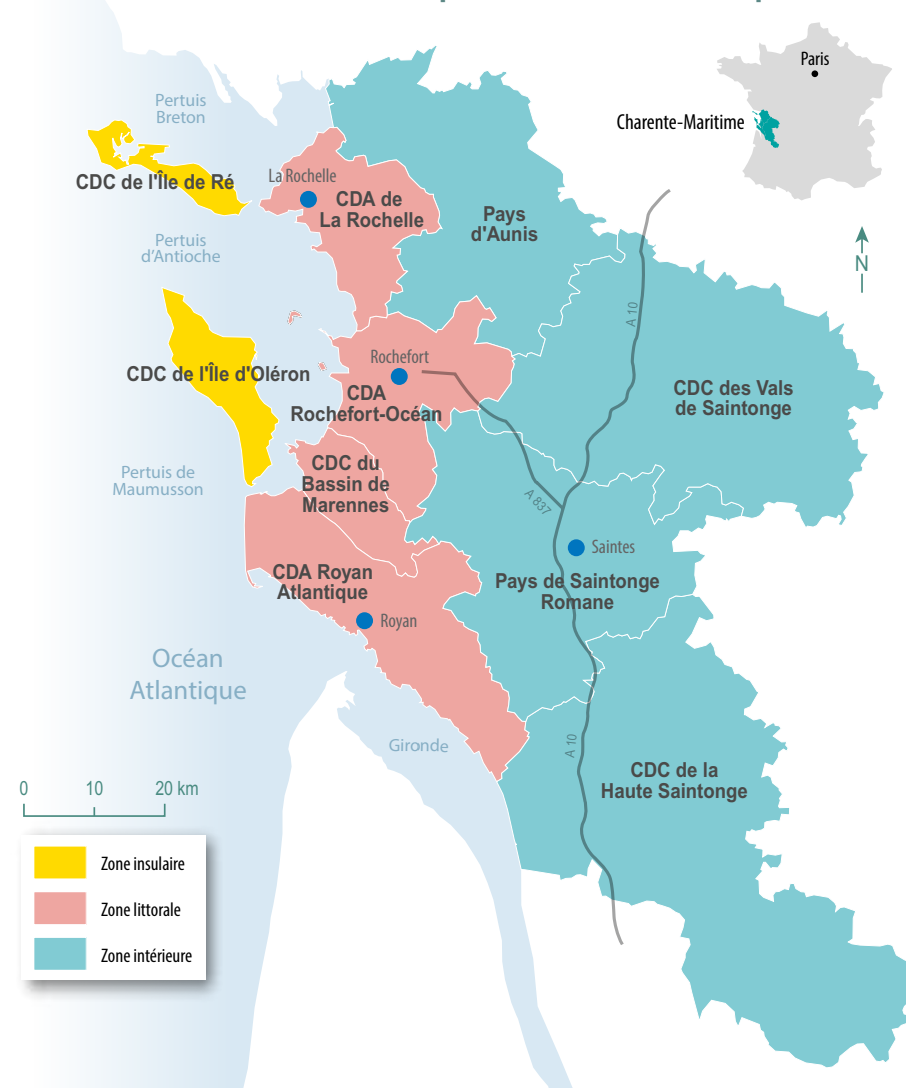 Paris
Charente-Maritime
Pertuis
Breton
CDC de l'Île de Ré
La Rochelle
CDA de
La Rochelle
Pays
d'Aunis
Pertuis
d'Antioche
N
A 10
CDC de l'Île d'Oléron
Rochefort
CDA
Rochefort-Océan
CDC des Vals
de Saintonge
CDC du
Bassin de
Marennes
Pertuis de
Maumusson
A 837
Saintes
CDA Royan
Atlantique
Pays de Saintonge
Romane
Royan
Océan
Atlantique
Gironde
A 10
CDC de la
Haute Saintonge
0 10 20 km
Zone insulaire
Zone littorale
Zone intérieure